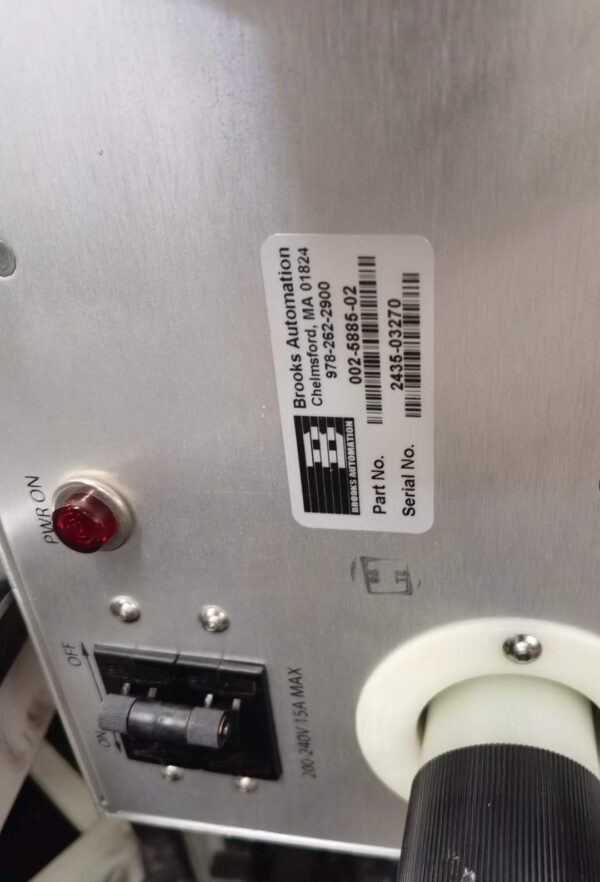 Brooks Automation
Chelmsford, MA 01824
978-262-2900
BROOKS AUTOMATION
Part No. 002-5885-02
Serial No. 2435-03270
PWR ON
OFF
ON
200-240V 15A MAX